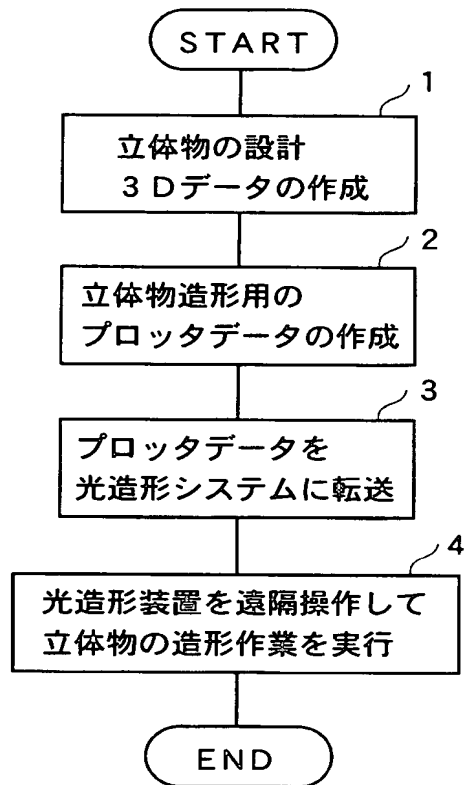 START
1
立体物の設計
3Dデータの作成
2
立体物造形用の
プロッタデータの作成
3
プロッタデータを
光造形システムに転送
4
光造形装置を遠隔操作して
立体物の造形作業を実行
END